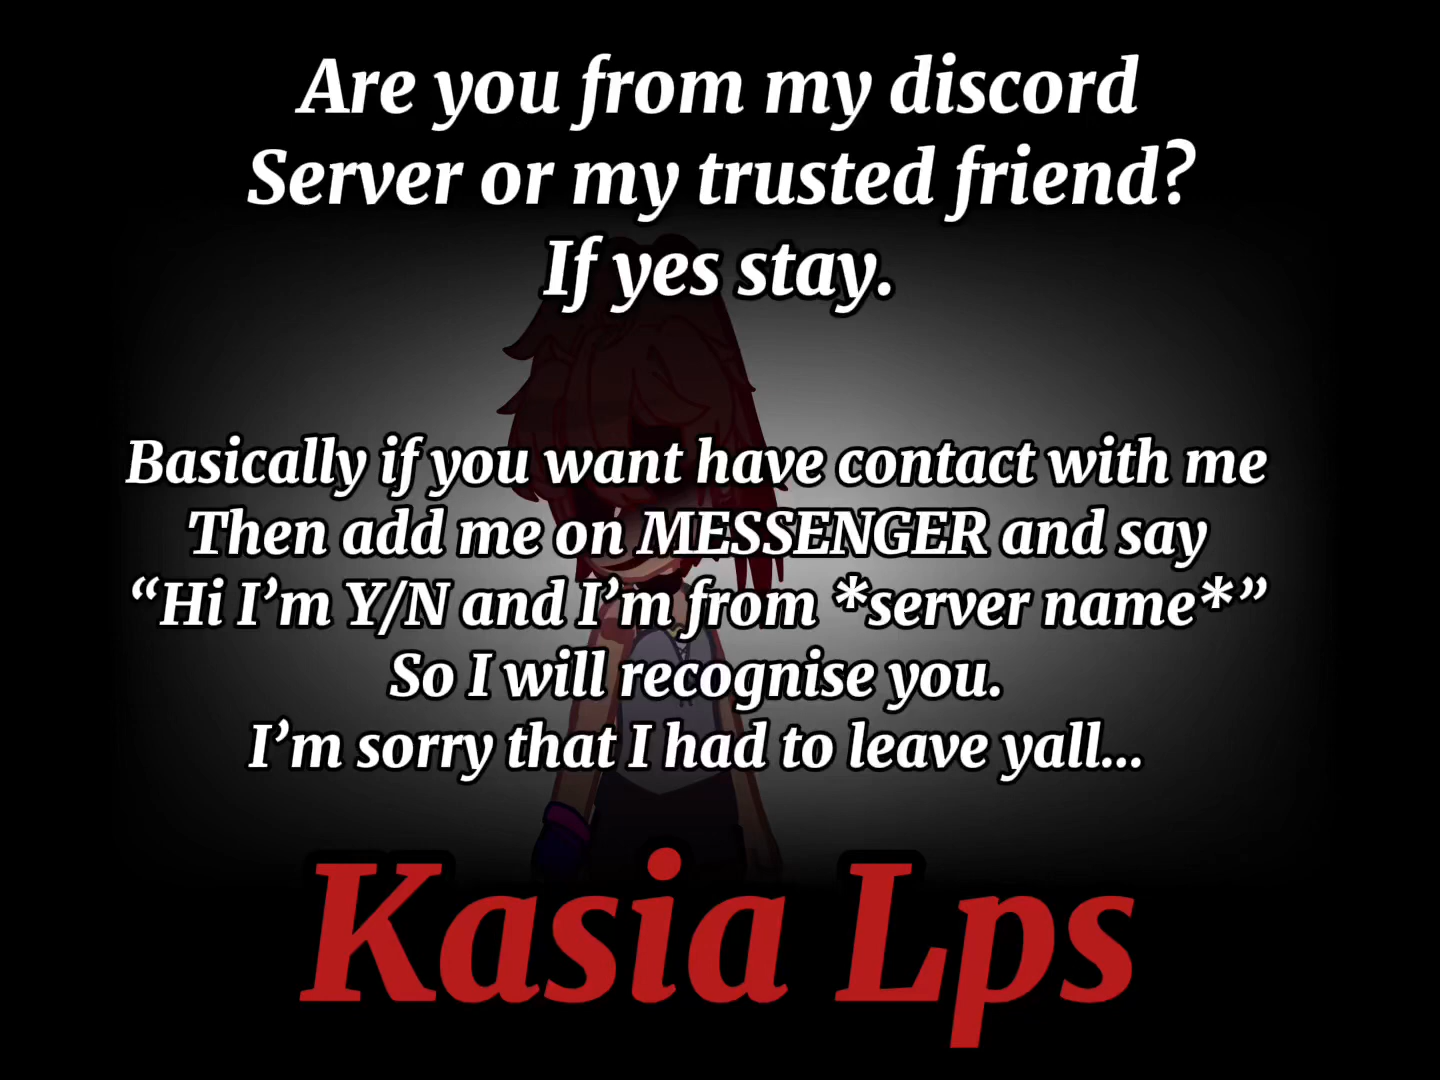 Are you from my discord
Server or my trusted friend?
If yes stay.
Basically if you want have contact with me
Then add me on MESSENGER and say
“Hi I’m Y/N and I’m from *server name*”
So I will recognise you.
I’m sorry that I had to leave yall...
Kasia Lps